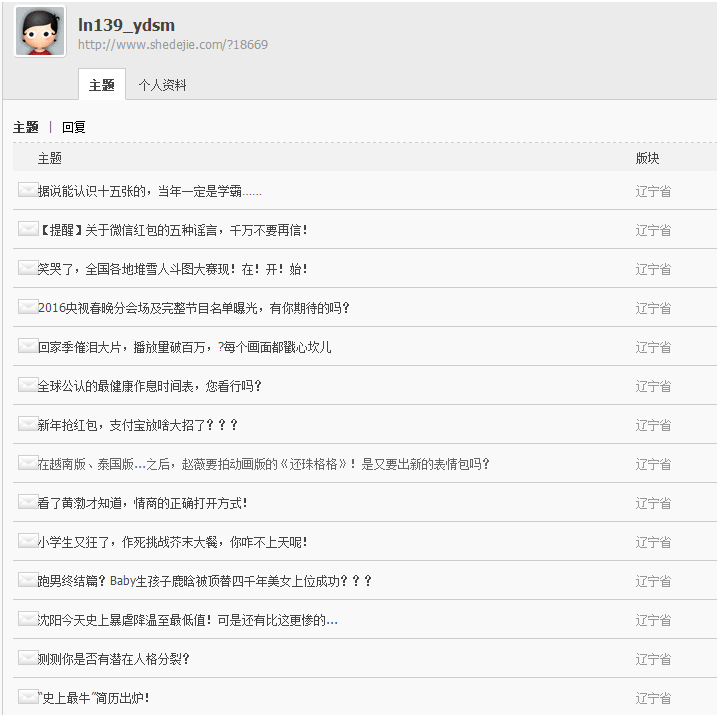 ln139_ydsm
http://www.shedejie.com/?18669
主题 个人资料
主题 | 回复
主题 版块
据说能认识十五张的，当年一定是学霸…… 辽宁省
【提醒】关于微信红包的五种谣言，千万不要再信！ 辽宁省
笑哭了，全国各地堆雪人斗图大赛现！在！开！始！ 辽宁省
2016央视春晚分会场及完整节目名单曝光，有你期待的吗？ 辽宁省
回家季催泪大片，播放量破百万，?每个画面都戳心坎儿 辽宁省
全球公认的最健康作息时间表，您看行吗？ 辽宁省
新年抢红包，支付宝放啥大招了？？？ 辽宁省
在越南版、泰国版...之后，赵薇要拍动画版的《还珠格格》！是又要出新的表情包吗？ 辽宁省
看了黄渤才知道，情商的正确打开方式！ 辽宁省
小学生又狂了，作死挑战芥末大餐，你咋不上天呢！ 辽宁省
跑男终结篇？Baby生孩子鹿晗被顶替四千年美女上位成功？？？ 辽宁省
沈阳今天史上暴虐降温至最低值！可是还有比这更惨的... 辽宁省
测测你是否有潜在人格分裂？ 辽宁省
“史上最牛”简历出炉！ 辽宁省